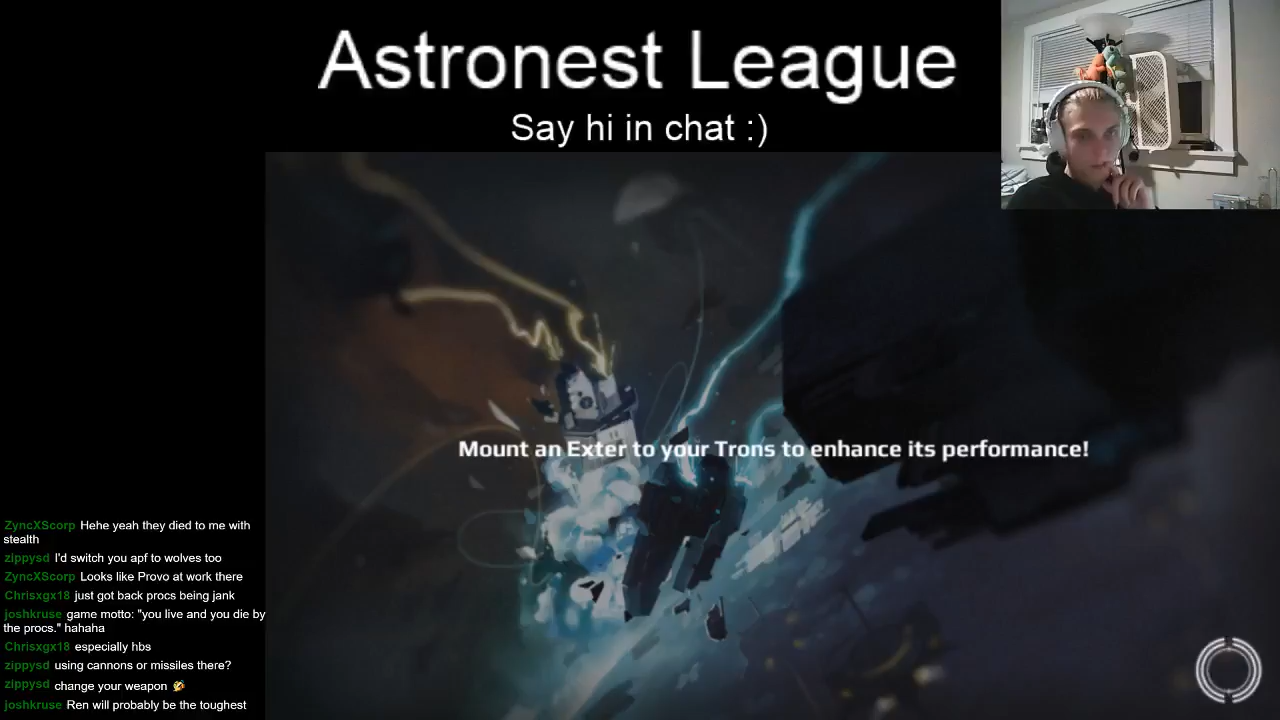 Astronest League
Say hi in chat :)
Mount an Exter to your Trons to enhance its performance!
ZyncXScorp Hehe yeah they died to me with
stealth
zippysd I'd switch you apf to wolves too
ZyncXScorp Looks like Provo at work there
Chrisxgx18 just got back procs being jank
joshkruse game motto: "you live and you die by
the procs." hahaha
Chrisxgx18 especially hbs
zippysd using cannons or missiles there?
zippysd change your weapon
joshkruse Ren will probably be the toughest